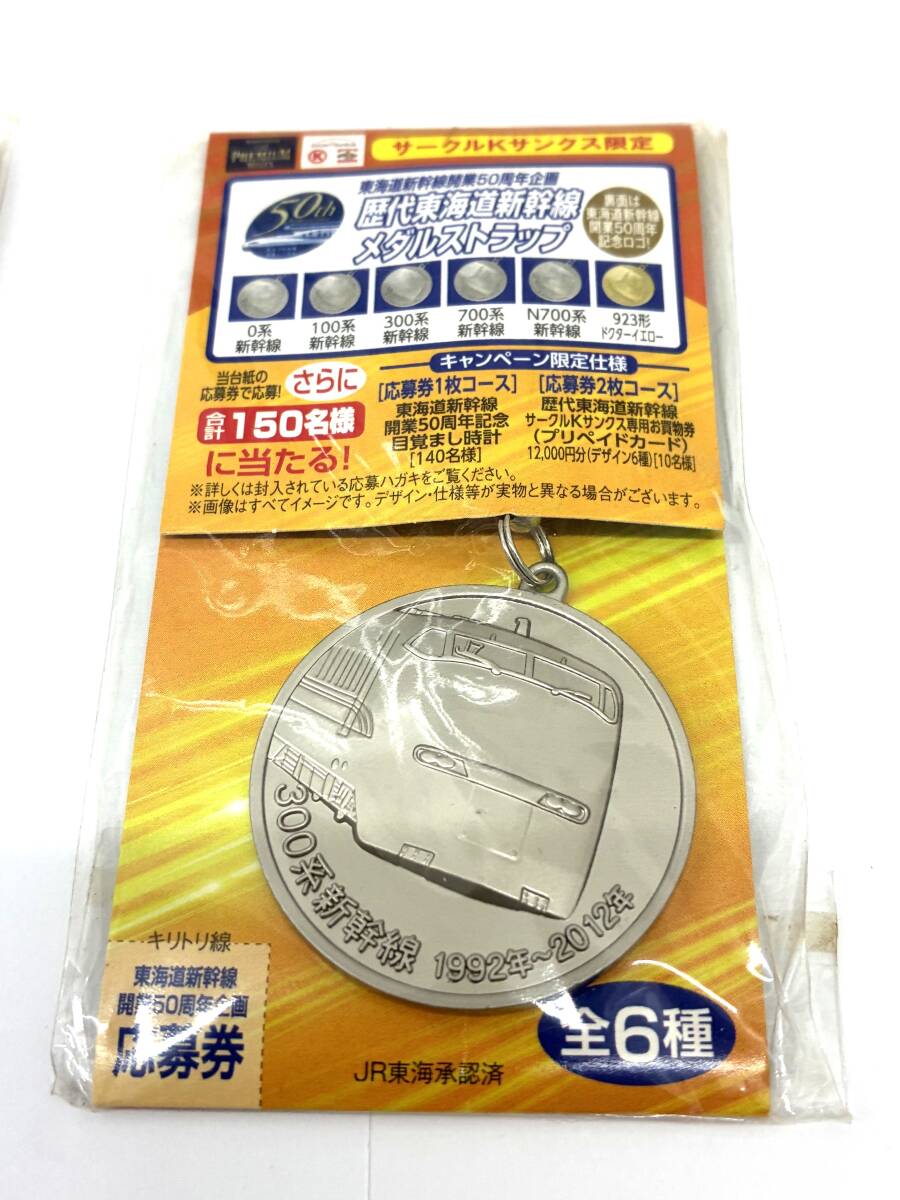 PREMIUM
K
サークルKサンクス限定
東海道新幹線開業50周年企画
歴代東海道新幹線
メダルストラップ
50th
裏面は
東海道新幹線
開業50周年
記念ロゴ!
0系
新幹線
100系
新幹線
300系
新幹線
700系
新幹線
N700系
新幹線
923形
ドクターイエロー
キャンペーン限定仕様
当台紙の
応募券で応募!
さらに
合計150名様
に当たる!
[応募券1枚コース]
東海道新幹線
開業50周年記念
目覚まし時計
[140名様]
[応募券2枚コース]
歴代東海道新幹線
サークルKサンクス専用お買物券
(プリペイドカード)
12,000円分(デザイン6種)[10名様]
※詳しくは封入されている応募ハガキをご覧ください。
※画像はすべてイメージです。デザイン・仕様等が実物と異なる場合がございます。
J7
300系新幹線 1992年~2012年
キリトリ線
東海道新幹線
開業50周年企画
応募券
JR東海承認済
全6種